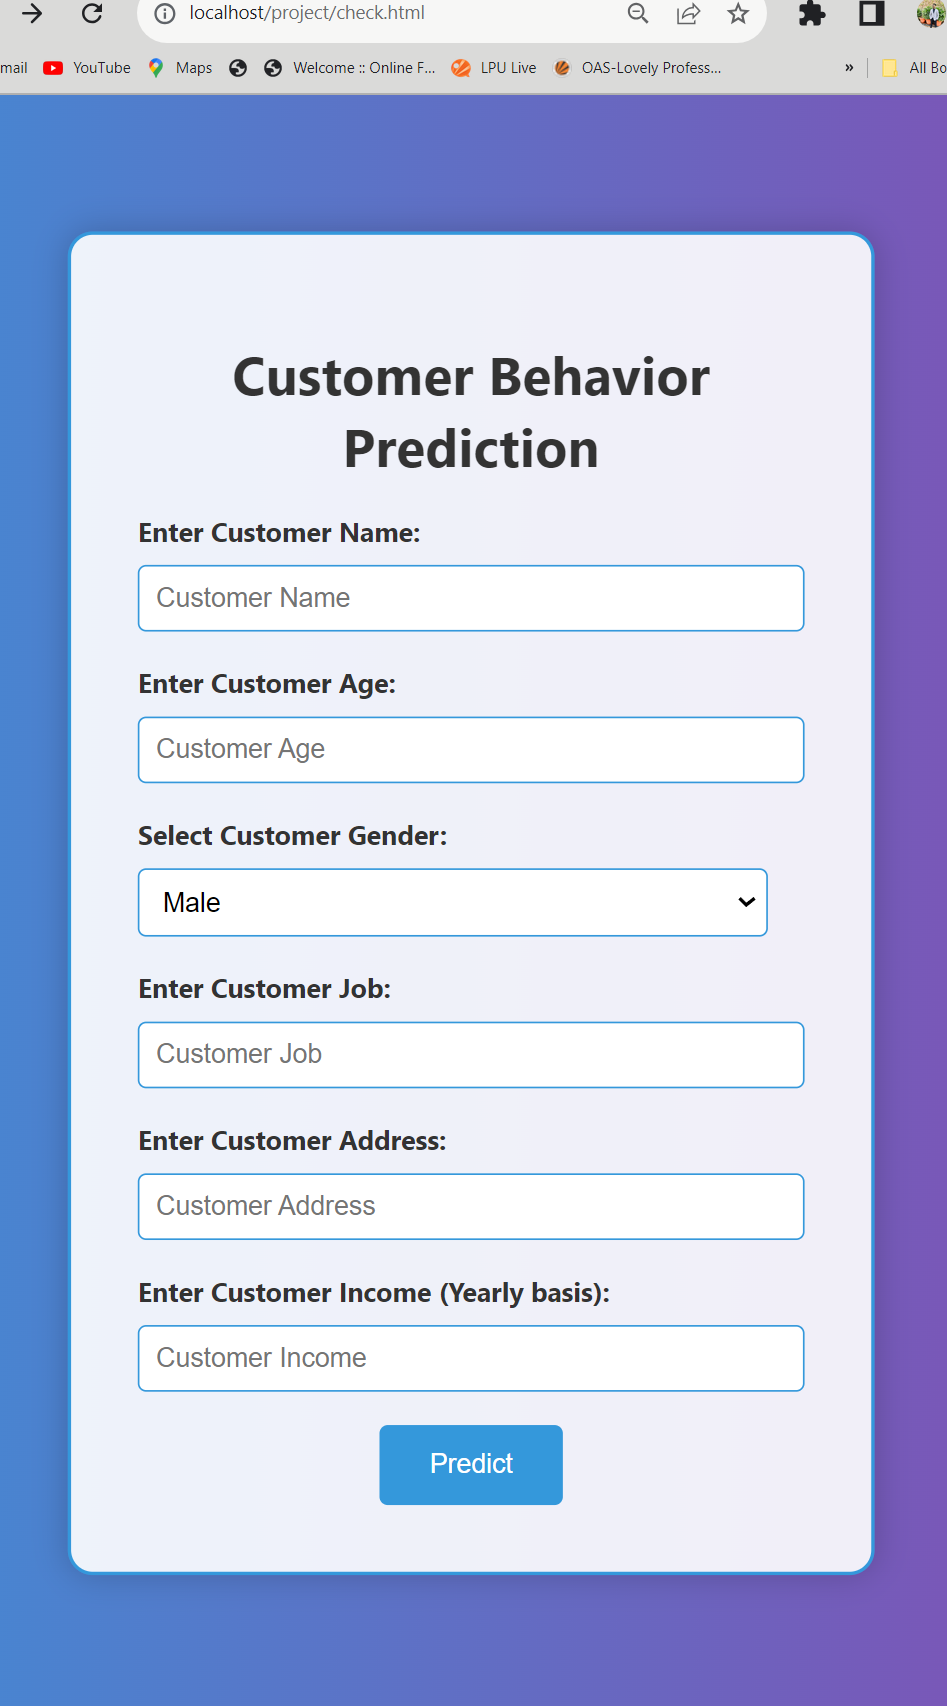 localhost/project/check.html
mail YouTube Maps Welcome :: Online F... LPU Live OAS-Lovely Profess... » All Bo
Customer Behavior
Prediction
Enter Customer Name:
Customer Name
Enter Customer Age:
Customer Age
Select Customer Gender:
Male
Enter Customer Job:
Customer Job
Enter Customer Address:
Customer Address
Enter Customer Income (Yearly basis):
Customer Income
Predict